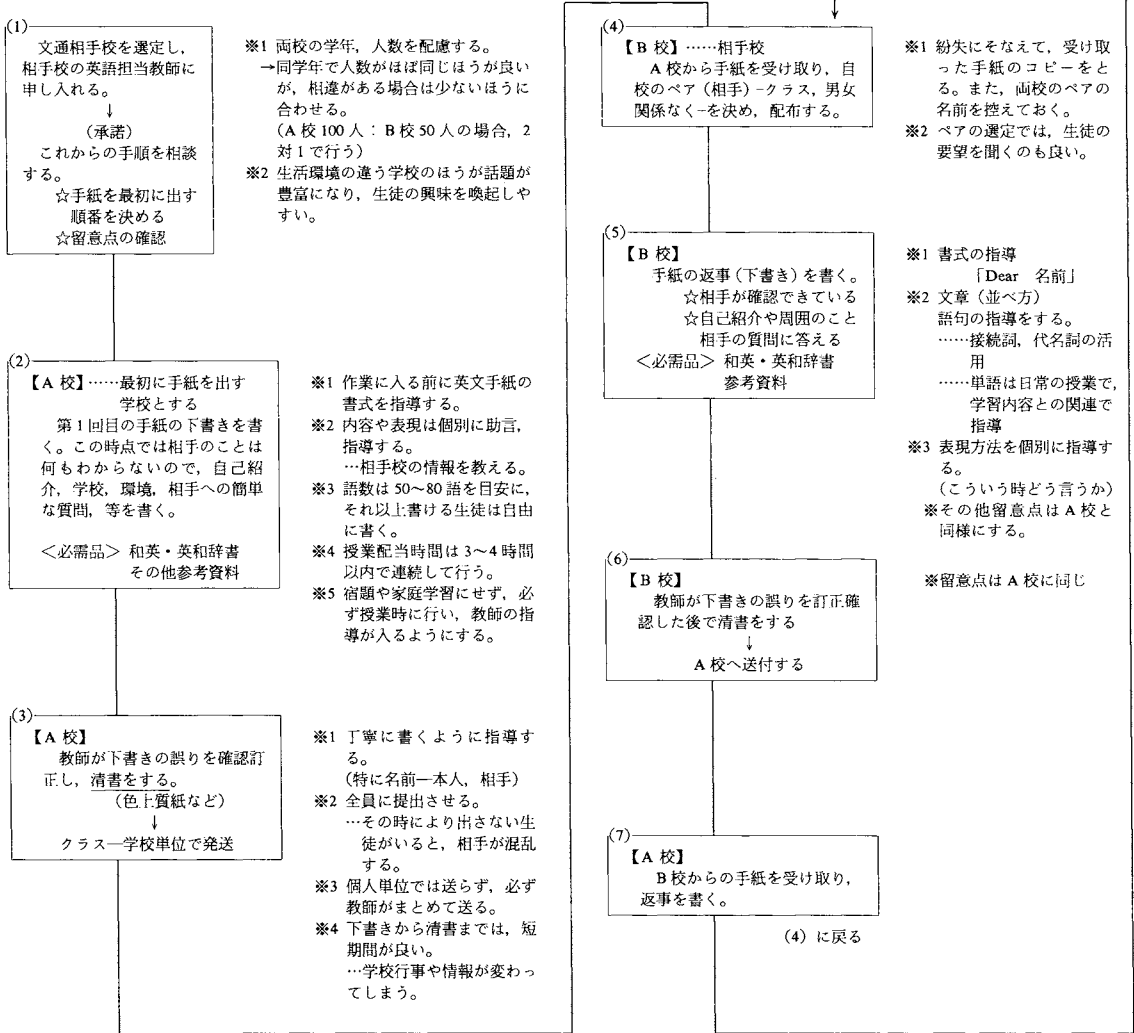 (1)
文通相手校を選定し，
相手校の英語担当教師に
申し入れる。
↓
(承諾)
これからの手順を相談
する。
☆手紙を最初に出す
順番を決める
☆留意点の確認
※1 両校の学年，人数を配慮する。
→同学年で人数がほぼ同じほうが良い
が，相違がある場合は少ないほうに
合わせる。
(A校100人：B校50人の場合，2
対1で行う)
※2 生活環境の違う学校のほうが話題が
豊富になり，生徒の興味を喚起しや
すい。
(2)
【A 校】……最初に手紙を出す
学校とする
第1回目の手紙の下書きを書
く。この時点では相手のことは
何もわからないので，自己紹
介，学校，環境，相手への簡単
な質問，等を書く。
＜必需品＞ 和英・英和辞書
その他参考資料
※1 作業に入る前に英文手紙の
書式を指導する。
※2 内容や表現は個別に助言，
指導する。
…相手校の情報を教える。
※3 語数は50～80語を目安に，
それ以上書ける生徒は自由
に書く。
※4 授業配当時間は3～4時間
以内で連続して行う。
※5 宿題や家庭学習にせず，必
ず授業時に行い，教師の指
導が入るようにする。
(3)
【A 校】
教師が下書きの誤りを確認訂
正し，清書をする。
(色上質紙など)
↓
クラス―学校単位で発送
※1 丁寧に書くように指導す
る。
(特に名前―本人，相手)
※2 全員に提出させる。
…その時により出さない生
徒がいると，相手が混乱
する。
※3 個人単位では送らず，必ず
教師がまとめて送る。
※4 下書きから清書までは，短
期間が良い。
…学校行事や情報が変わっ
てしまう。
(4)
【B 校】……相手校
A校から手紙を受け取り，自
校のペア（相手）-クラス，男女
関係なく-を決め，配布する。
※1 紛失にそなえて，受け取
った手紙のコピーをと
る。また，両校のペアの
名前を控えておく。
※2 ペアの選定では，生徒の
要望を聞くのも良い。
(5)
【B 校】
手紙の返事（下書き）を書く。
☆相手が確認できている
☆自己紹介や周囲のこと
相手の質問に答える
＜必需品＞ 和英・英和辞書
参考資料
※1 書式の指導
「Dear 名前」
※2 文章（並べ方）
語句の指導をする。
……接続詞，代名詞の活
用
……単語は日常の授業で，
学習内容との関連で
指導
※3 表現方法を個別に指導す
る。
(こういう時どう言うか)
※その他留意点はA校と
同様にする。
(6)
【B 校】
教師が下書きの誤りを訂正確
認した後で清書をする
↓
A校へ送付する
※留意点はA校に同じ
(7)
【A 校】
B校からの手紙を受け取り，
返事を書く。
(4) に戻る